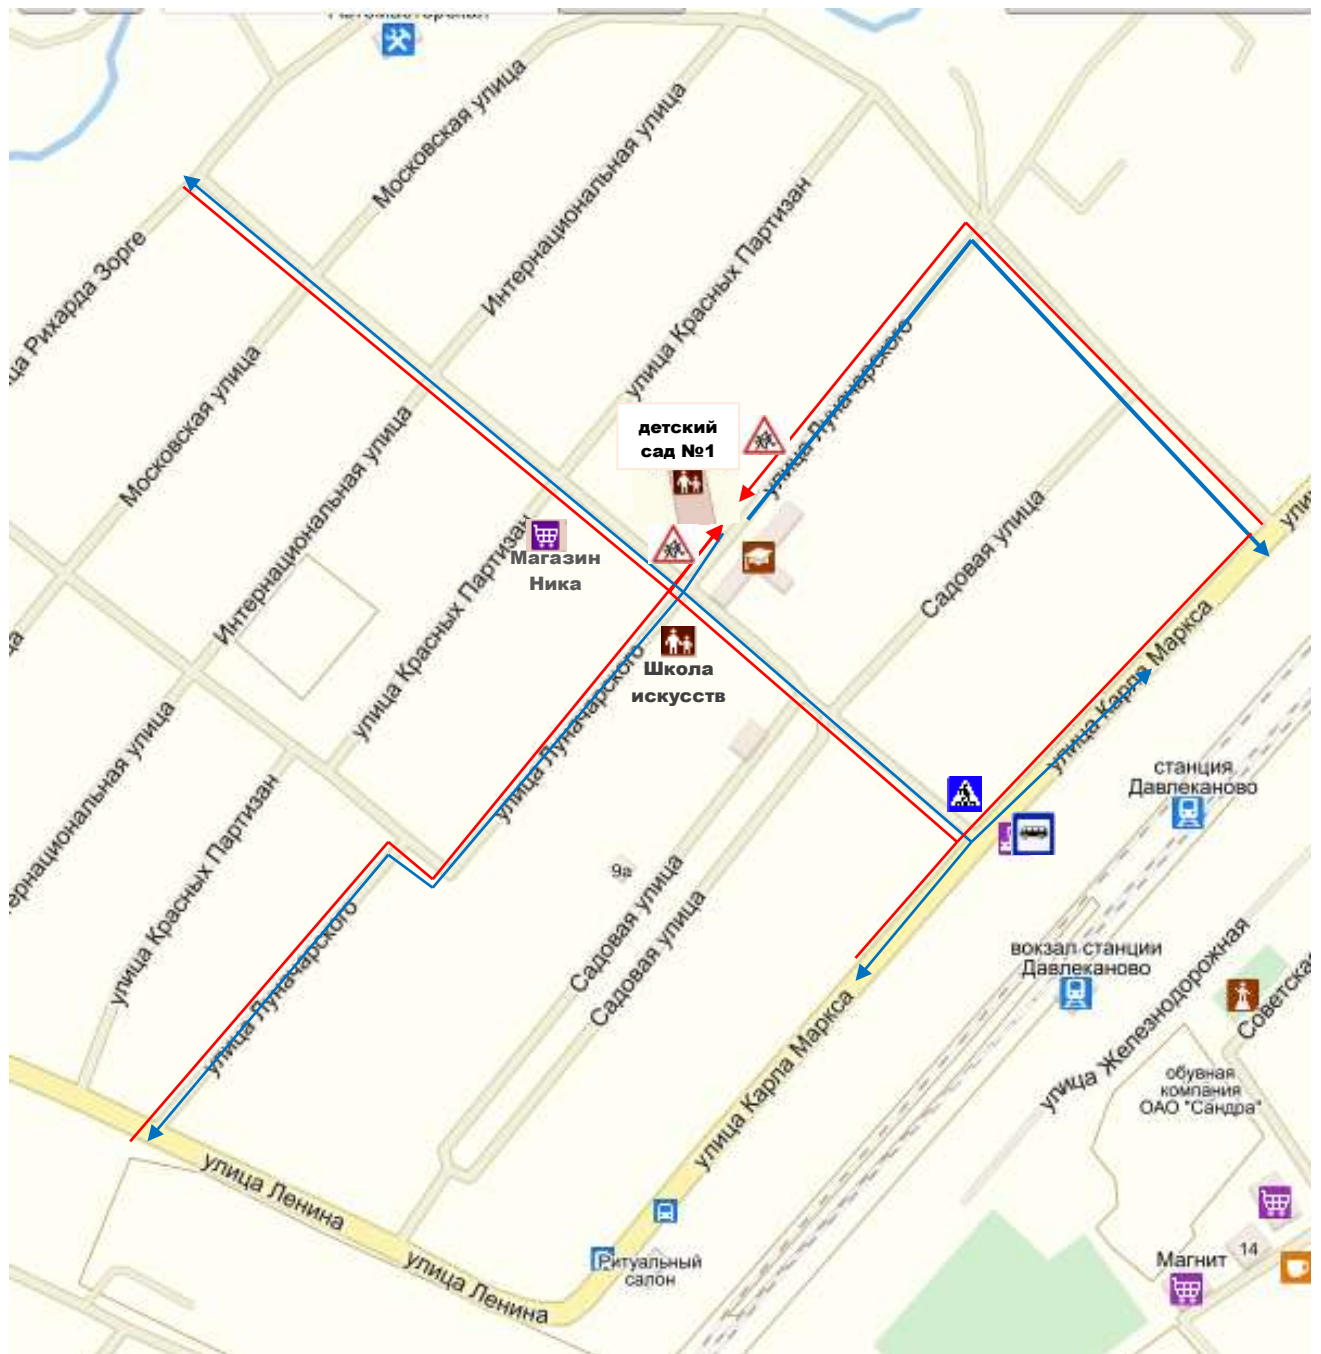 Московская улица
Интернациональная улица
улица Красных Партизан
Рихарда Зорге
Московская улица
Интернациональная улица
детский
сад №1
улица Луначарского
Магазин
Ника
улица Красных Партизан
Садовая улица
Школа
искусств
улица Луначарского
улица Карла Маркса
станция
Давлеканово
улица Красных Партизан
9а
Садовая улица
Садовая улица
улица Луначарского
вокзал станции
Давлеканово
улица Железнодорожная
обувная
компания
ОАО "Сандра"
улица Карла Маркса
улица Ленина
улица Ленина
Ритуальный
салон
Магнит
14